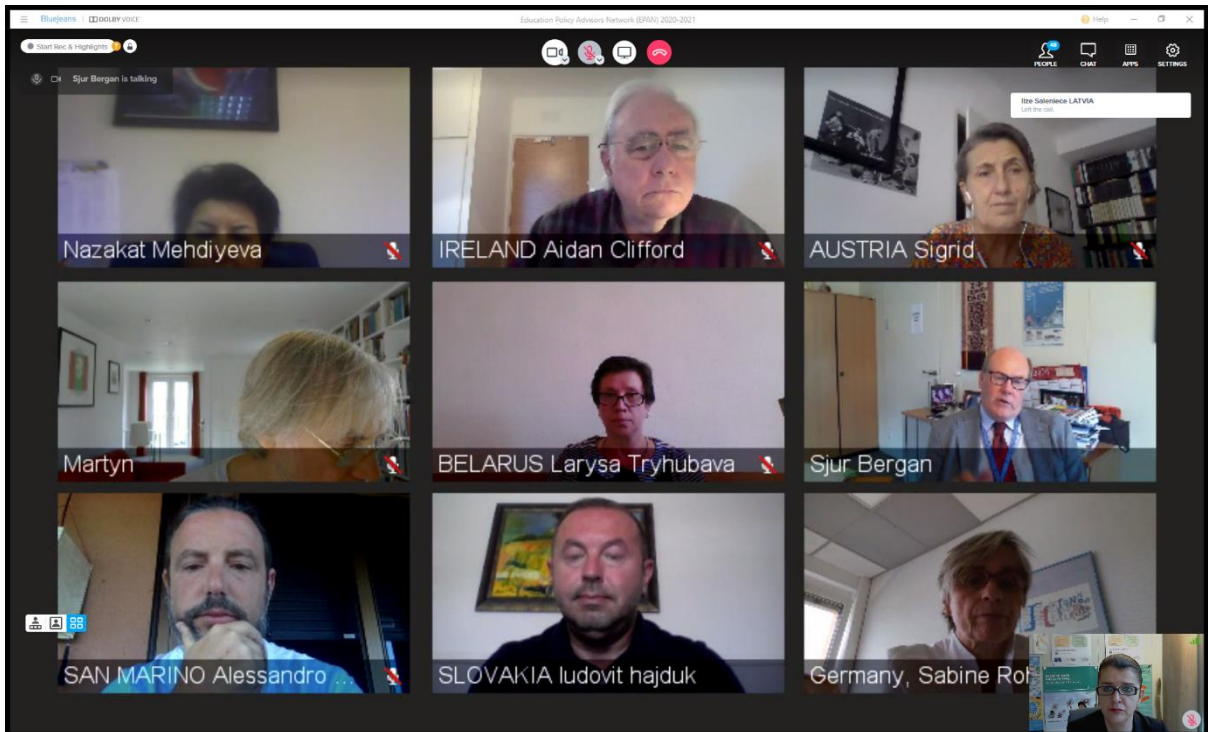 Bluejeans | DOLBY VOICE
Education Policy Advisors Network (EPAN) 2020-2021
Help
Start Rec & Highlights
48
PEOPLE
CHAT
APPS
SETTINGS
Sjur Bergan is talking
Ilze Saleniece LATVIA
Left the call.
Nazakat Mehdiyeva
IRELAND Aidan Clifford
AUSTRIA Sigrid
Martyn
BELARUS Larysa Tryhubava
Sjur Bergan
SAN MARINO Alessandro ...
SLOVAKIA ludovit hajduk
Germany, Sabine